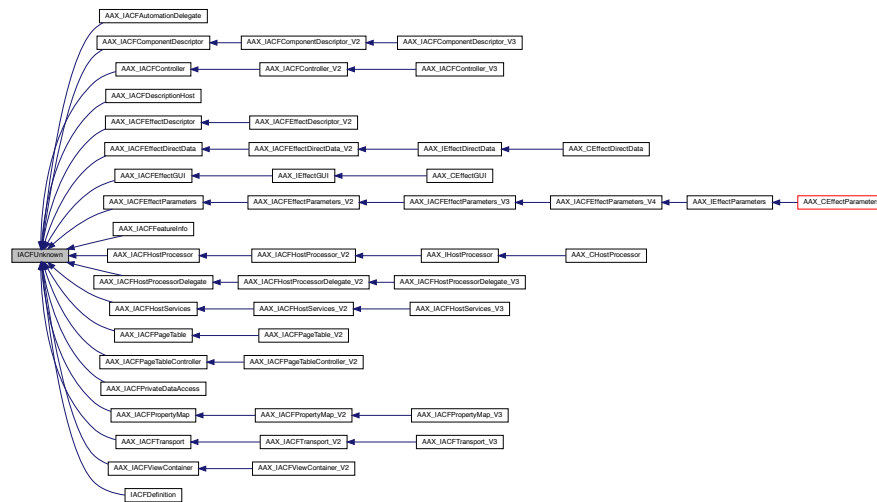 AAX_IACFAutomationDelegate
AAX_IACFComponentDescriptor AAX_IACFComponentDescriptor_V2 AAX_IACFComponentDescriptor_V3
AAX_IACFController AAX_IACFController_V2 AAX_IACFController_V3
AAX_IACFDescriptionHost
AAX_IACFEffectDescriptor AAX_IACFEffectDescriptor_V2
AAX_IACFEffectDirectData AAX_IACFEffectDirectData_V2 AAX_IEffectDirectData AAX_CEffectDirectData
AAX_IACFEffectGUI AAX_IEffectGUI AAX_CEffectGUI
AAX_IACFEffectParameters AAX_IACFEffectParameters_V2 AAX_IACFEffectParameters_V3 AAX_IACFEffectParameters_V4 AAX_IEffectParameters AAX_CEffectParameters
AAX_IACFFeatureInfo
IACFUnknown AAX_IACFHostProcessor AAX_IACFHostProcessor_V2 AAX_IHostProcessor AAX_CHostProcessor
AAX_IACFHostProcessorDelegate AAX_IACFHostProcessorDelegate_V2 AAX_IACFHostProcessorDelegate_V3
AAX_IACFHostServices AAX_IACFHostServices_V2 AAX_IACFHostServices_V3
AAX_IACFPageTable AAX_IACFPageTable_V2
AAX_IACFPageTableController AAX_IACFPageTableController_V2
AAX_IACFPrivateDataAccess
AAX_IACFPropertyMap AAX_IACFPropertyMap_V2 AAX_IACFPropertyMap_V3
AAX_IACFTransport AAX_IACFTransport_V2 AAX_IACFTransport_V3
AAX_IACFViewContainer AAX_IACFViewContainer_V2
IACFDefinition